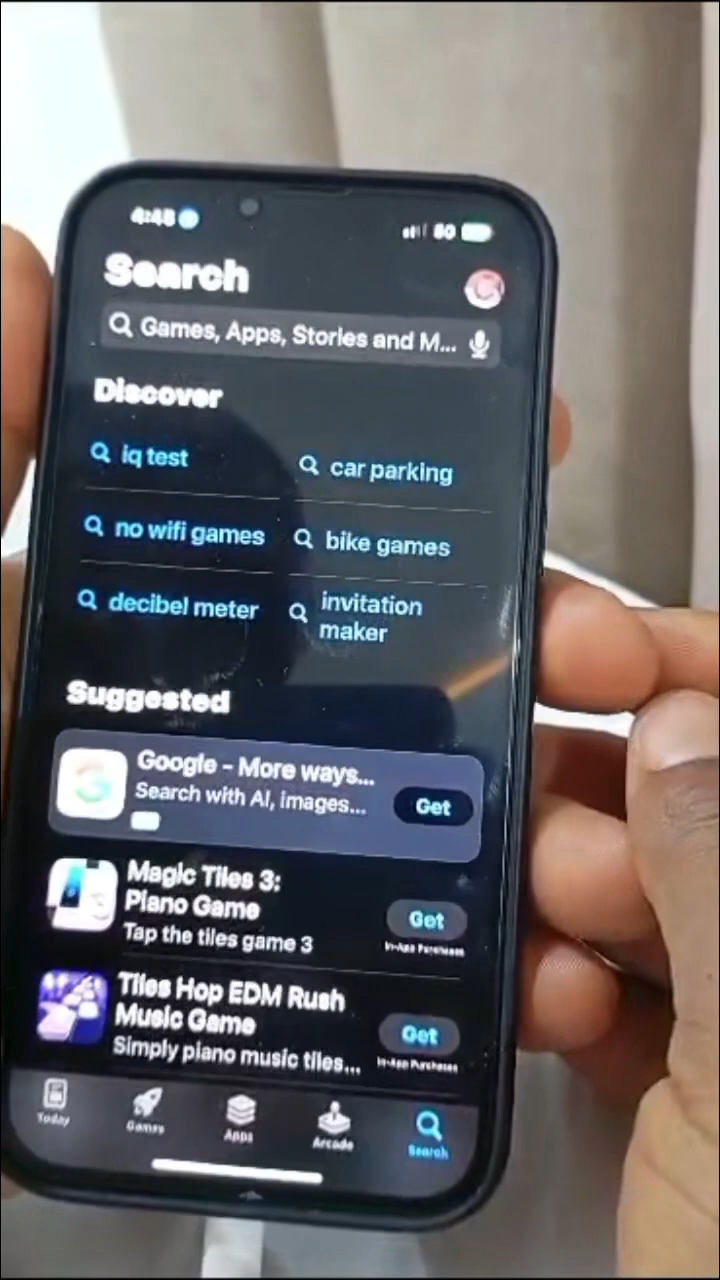 4:48
5G
Search
Games, Apps, Stories and M...
Discover
iq test
car parking
no wifi games
bike games
decibel meter
invitation
maker
Suggested
Google - More ways...
Search with AI, images...
Get
Magic Tiles 3:
Piano Game
Tap the tiles game 3
Get
In-App Purchases
Tiles Hop EDM Rush
Music Game
Simply piano music tiles...
Get
In-App Purchases
Today
Games
Apps
Arcade
Search